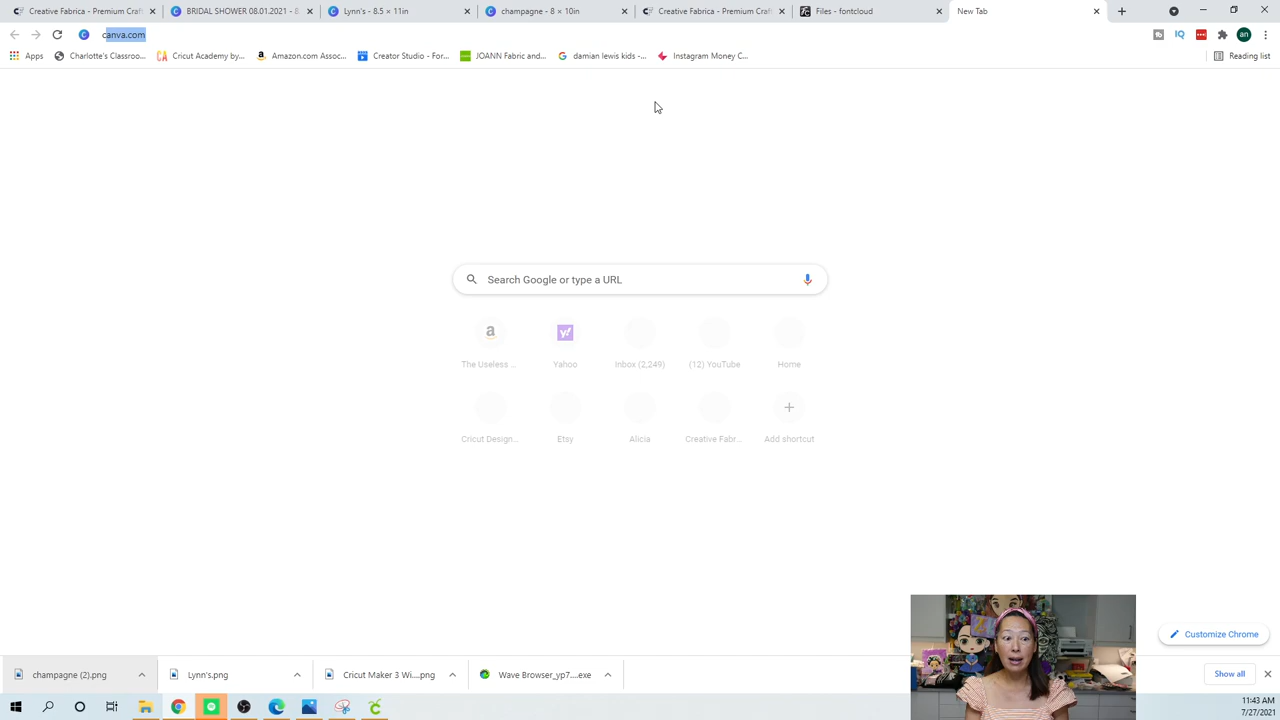 Creative Fabrica - Premium Craft
BRIDAL SHOWER 08.01.2021 - 8
Lynn's - 8.5 × 11in
champagne - 8 × 10in
Creative Fabrica - Premium Craft
Files - fontcloud
New Tab
canva.com
Apps
Charlotte's Classroo...
Cricut Academy by...
Amazon.com Assoc...
Creator Studio - For...
JOANN Fabric and...
damian lewis kids -...
Instagram Money C...
Reading list
Search Google or type a URL
The Useless ...
Yahoo
Inbox (2,249)
(12) YouTube
Home
Cricut Design...
Etsy
Alicia
Creative Fabr...
Add shortcut
Customize Chrome
champagne (2).png
Lynn's.png
Cricut Maker 3 Wi....png
Wave Browser_yp7....exe
Show all
11:43 AM
7/27/2021